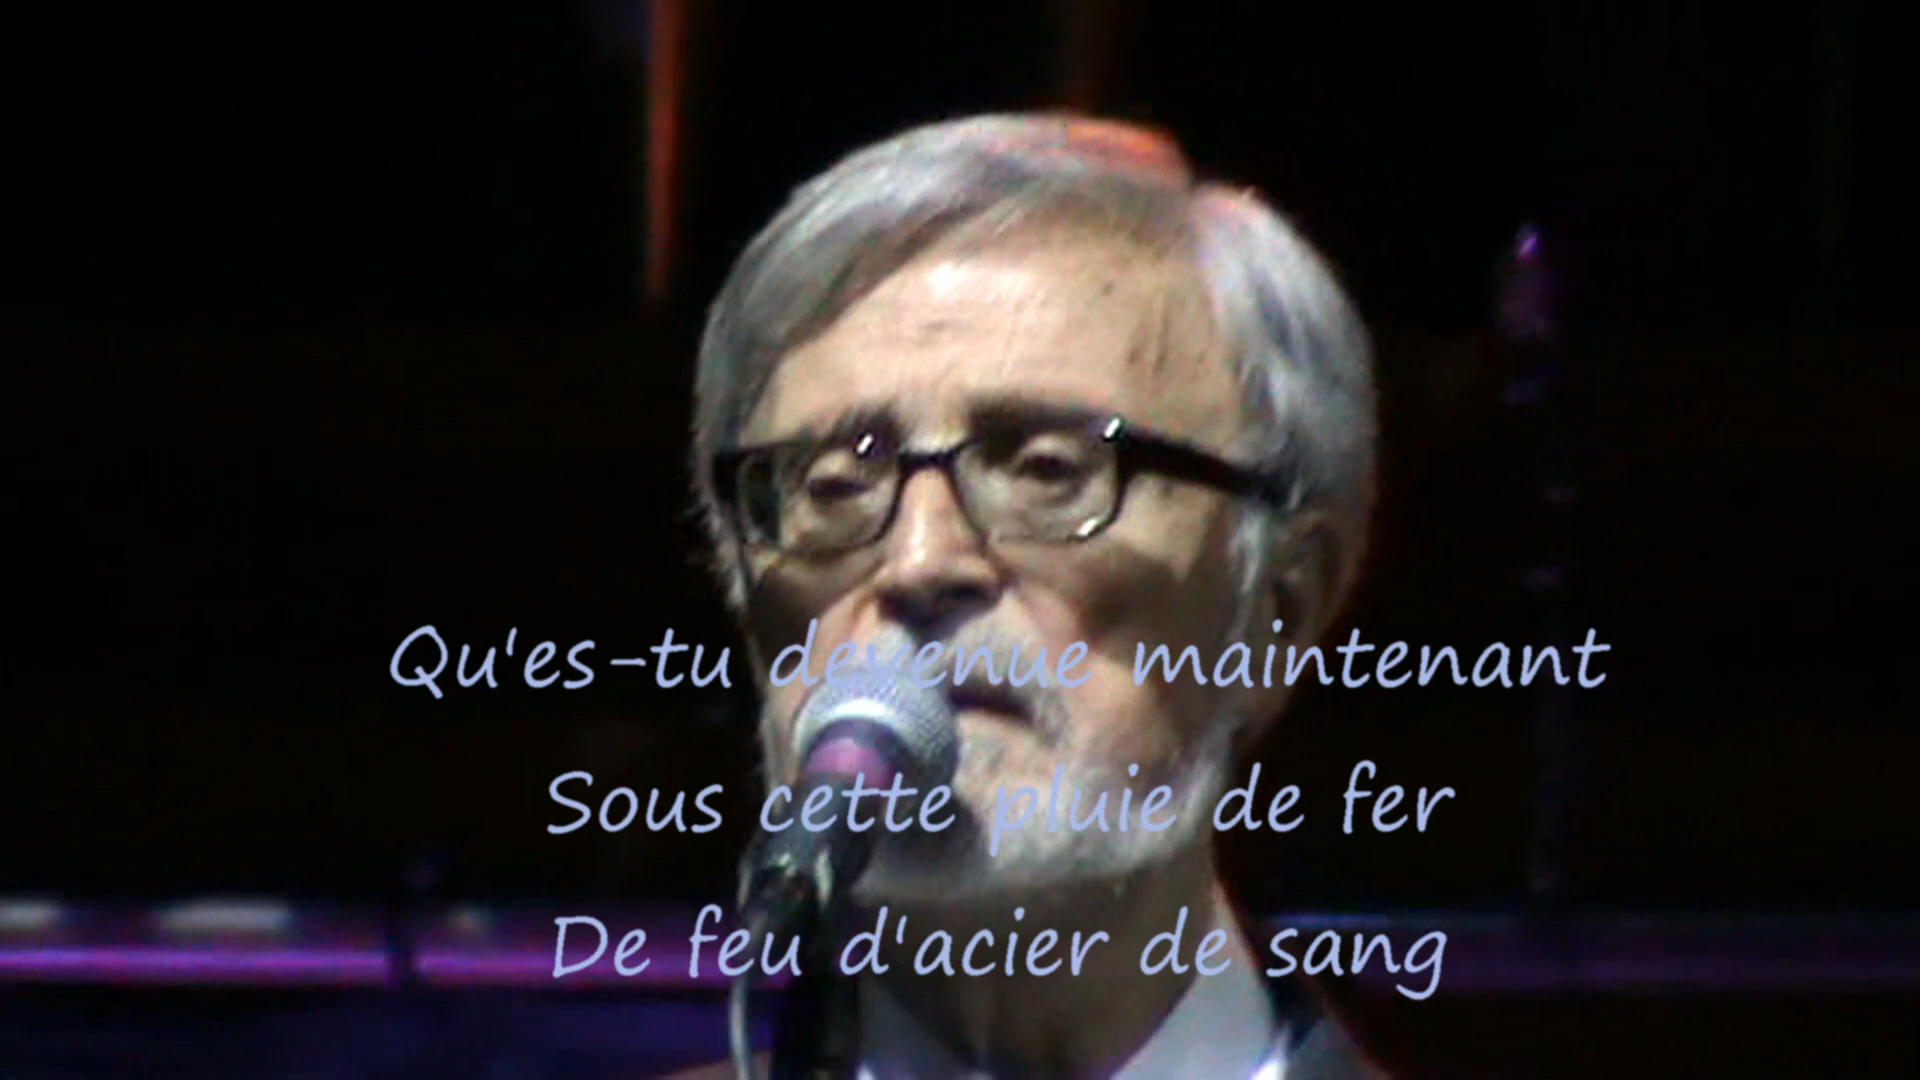 Qu'es-tu devenue maintenant
Sous cette pluie de fer
De feu d'acier de sang